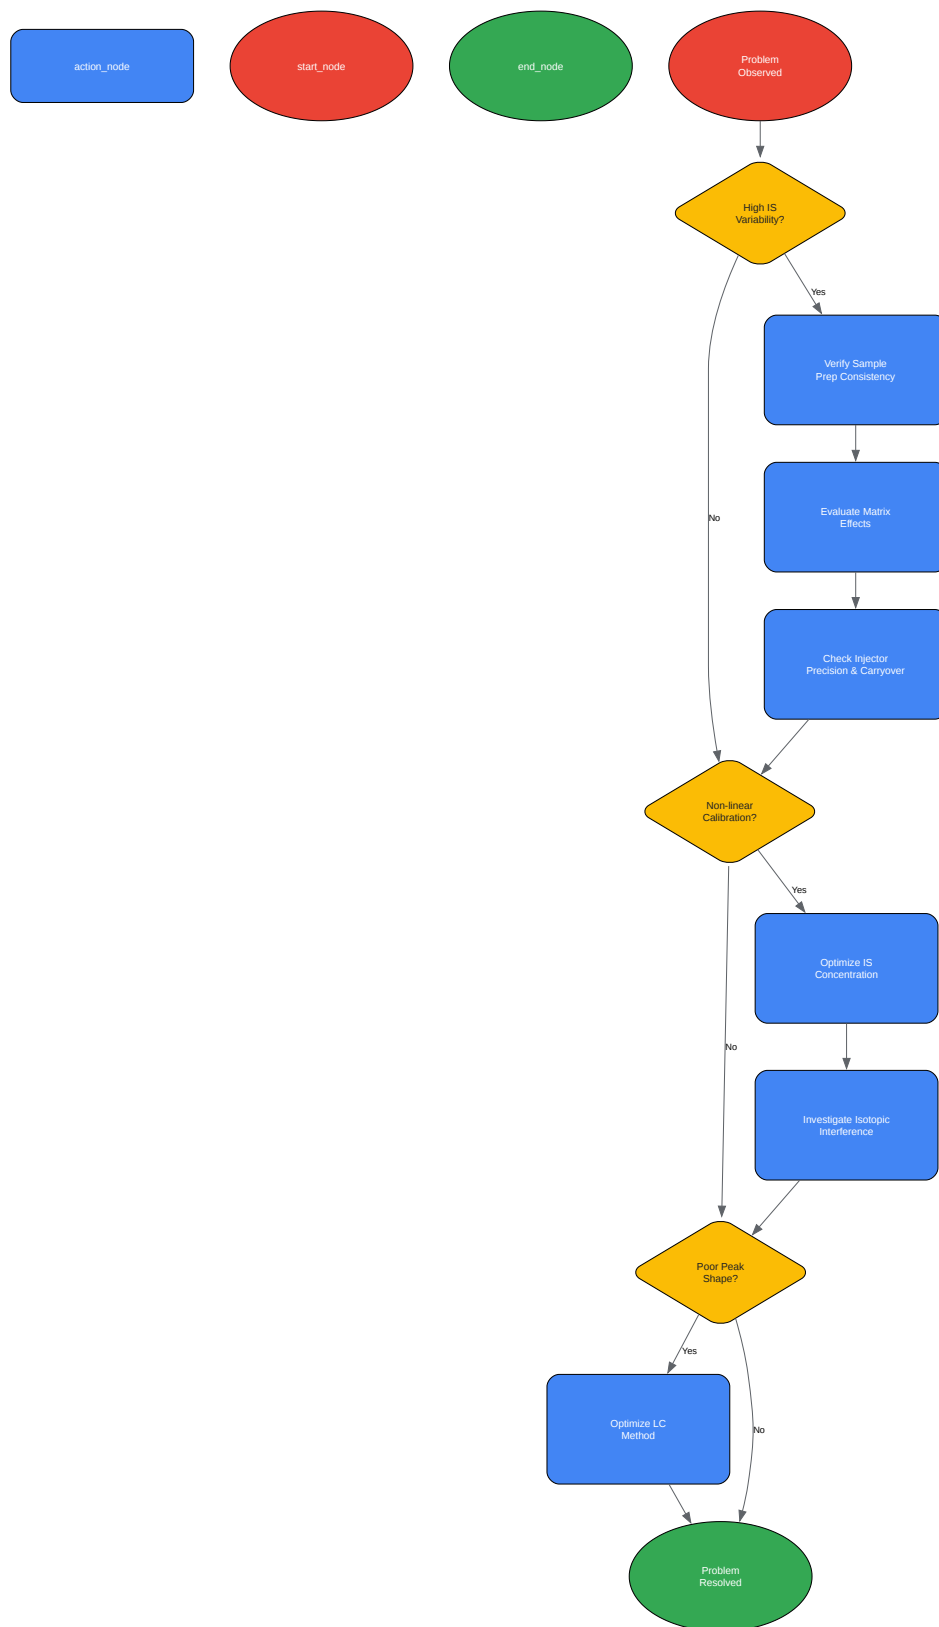 action_node
start_node
end_node
Problem
Observed
High IS
Variability?
Yes
Verify Sample
Prep Consistency
Evaluate Matrix
Effects
No
Check Injector
Precision & Carryover
Non-linear
Calibration?
Yes
Optimize IS
Concentration
No
Investigate Isotopic
Interference
Poor Peak
Shape?
Yes
Optimize LC
Method
No
Problem
Resolved